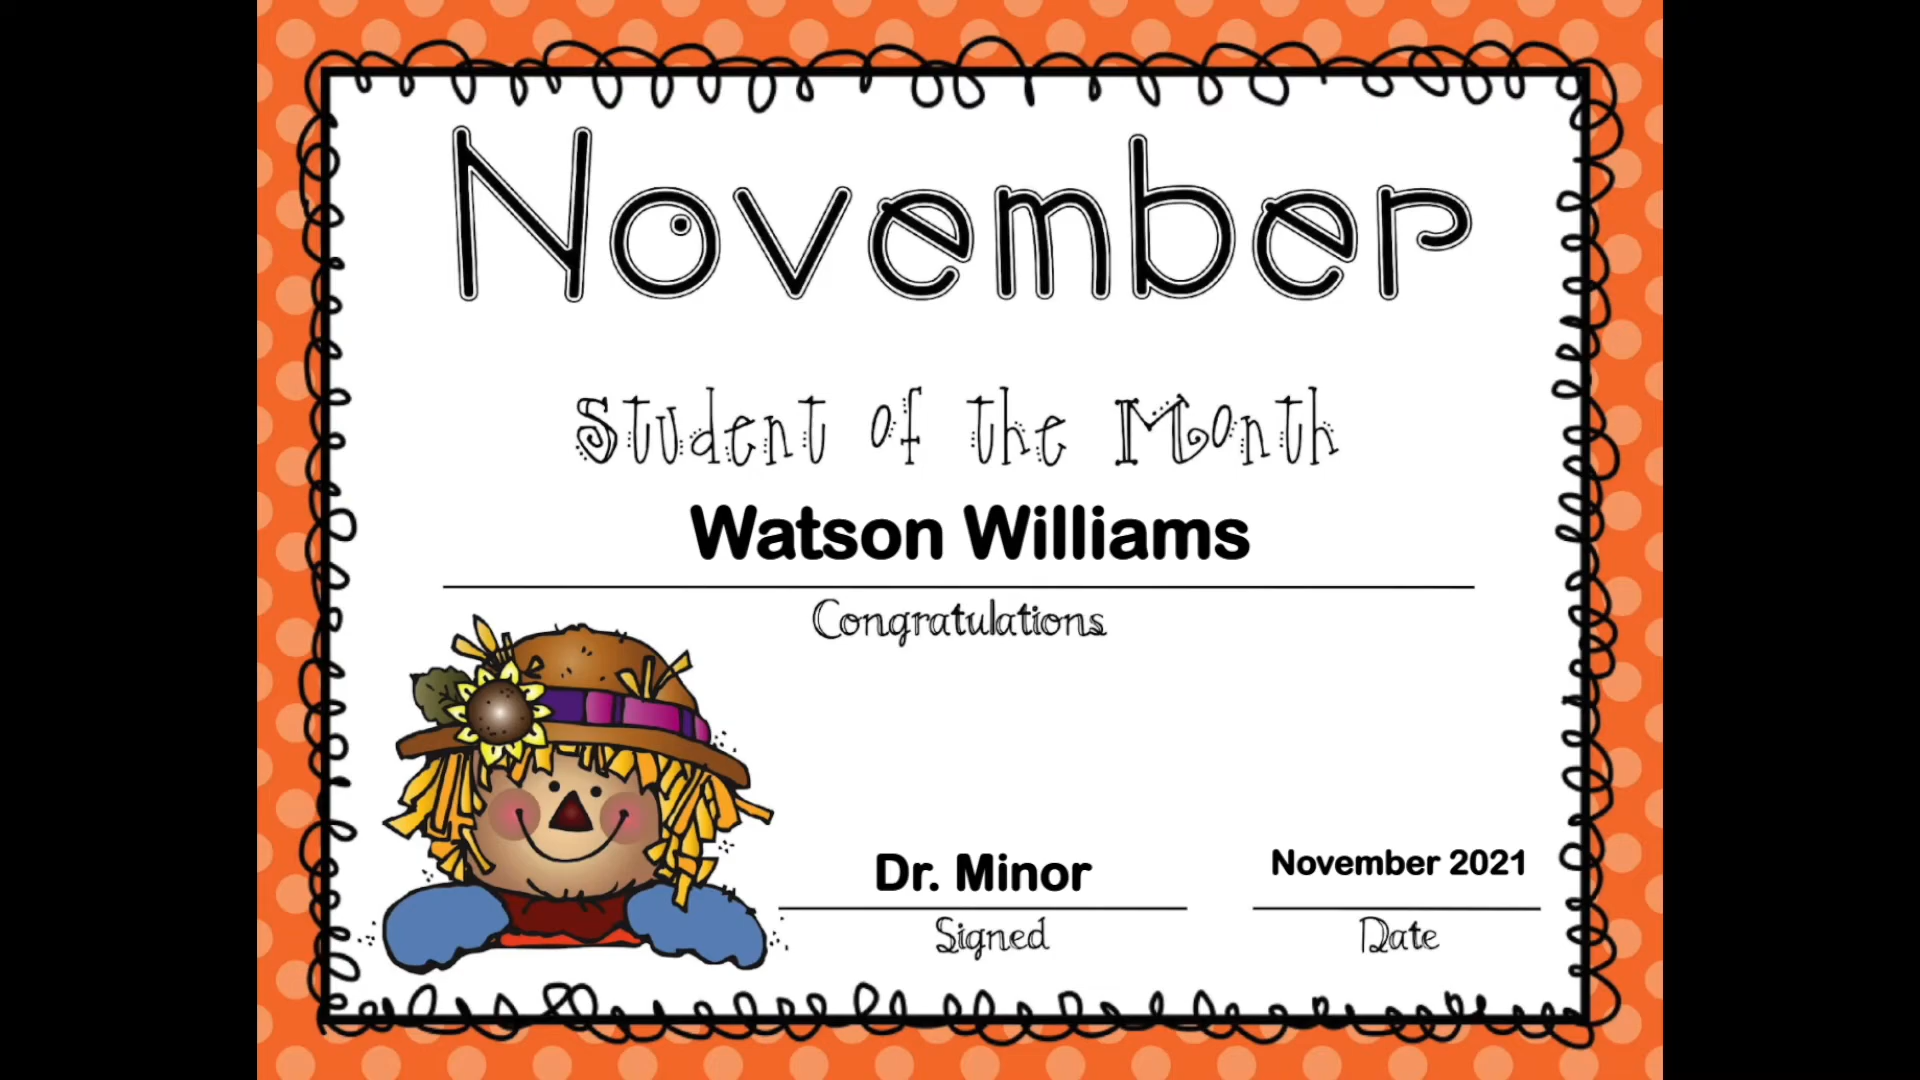 November
Student of the Month
Watson Williams
Congratulations
Dr. Minor
November 2021
Signed
Date